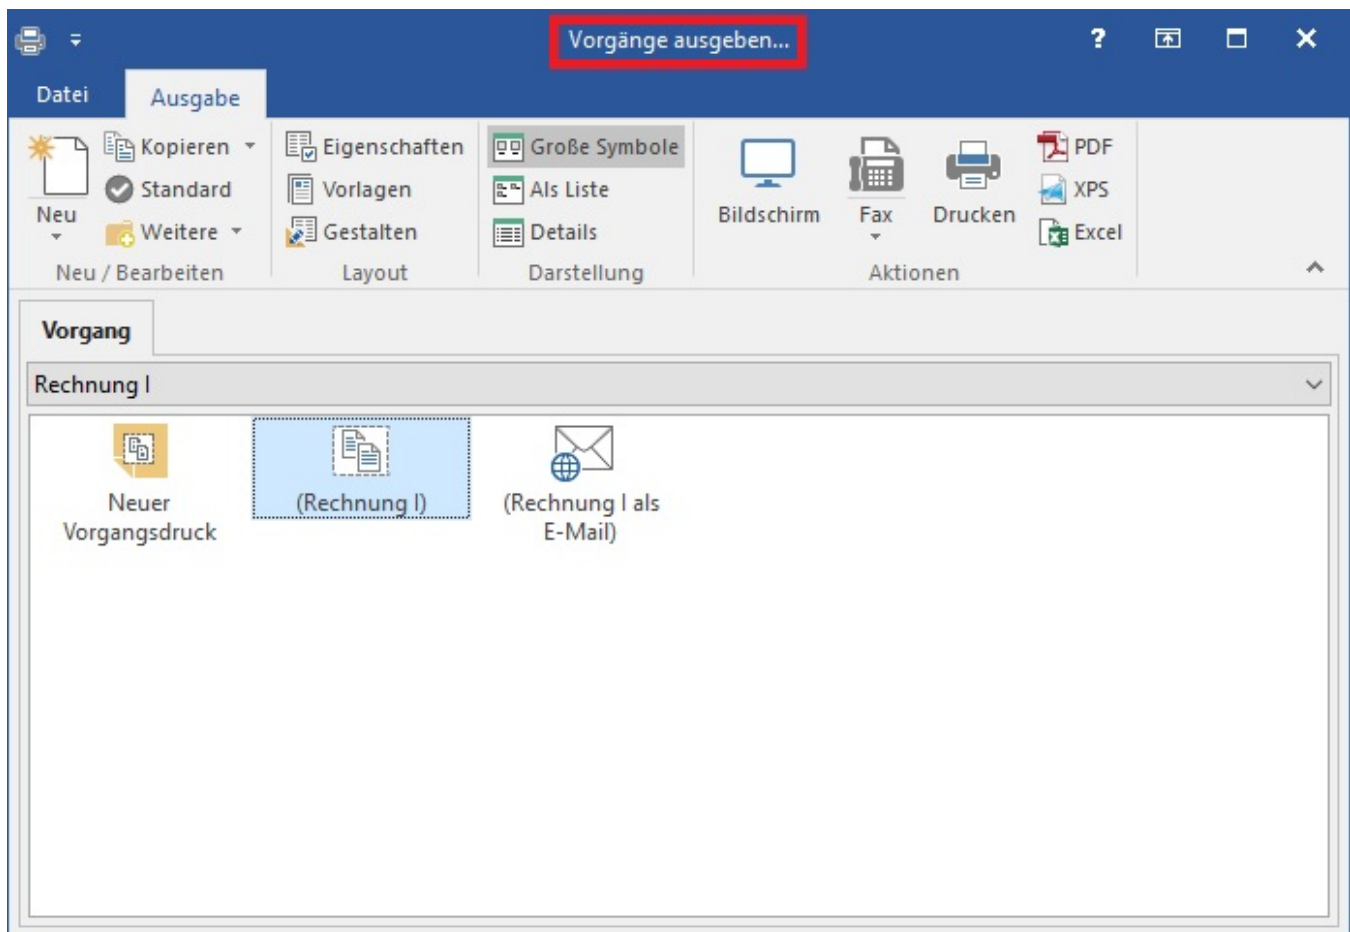 Vorgänge ausgeben...
?
Datei
Ausgabe
Neu
Kopieren
Standard
Weitere
Neu / Bearbeiten
Eigenschaften
Vorlagen
Gestalten
Layout
Große Symbole
Als Liste
Details
Darstellung
Bildschirm
Fax
Drucken
PDF
XPS
Excel
Aktionen
Vorgang
Rechnung I
Neuer
Vorgangsdruck
(Rechnung I)
(Rechnung I als
E-Mail)